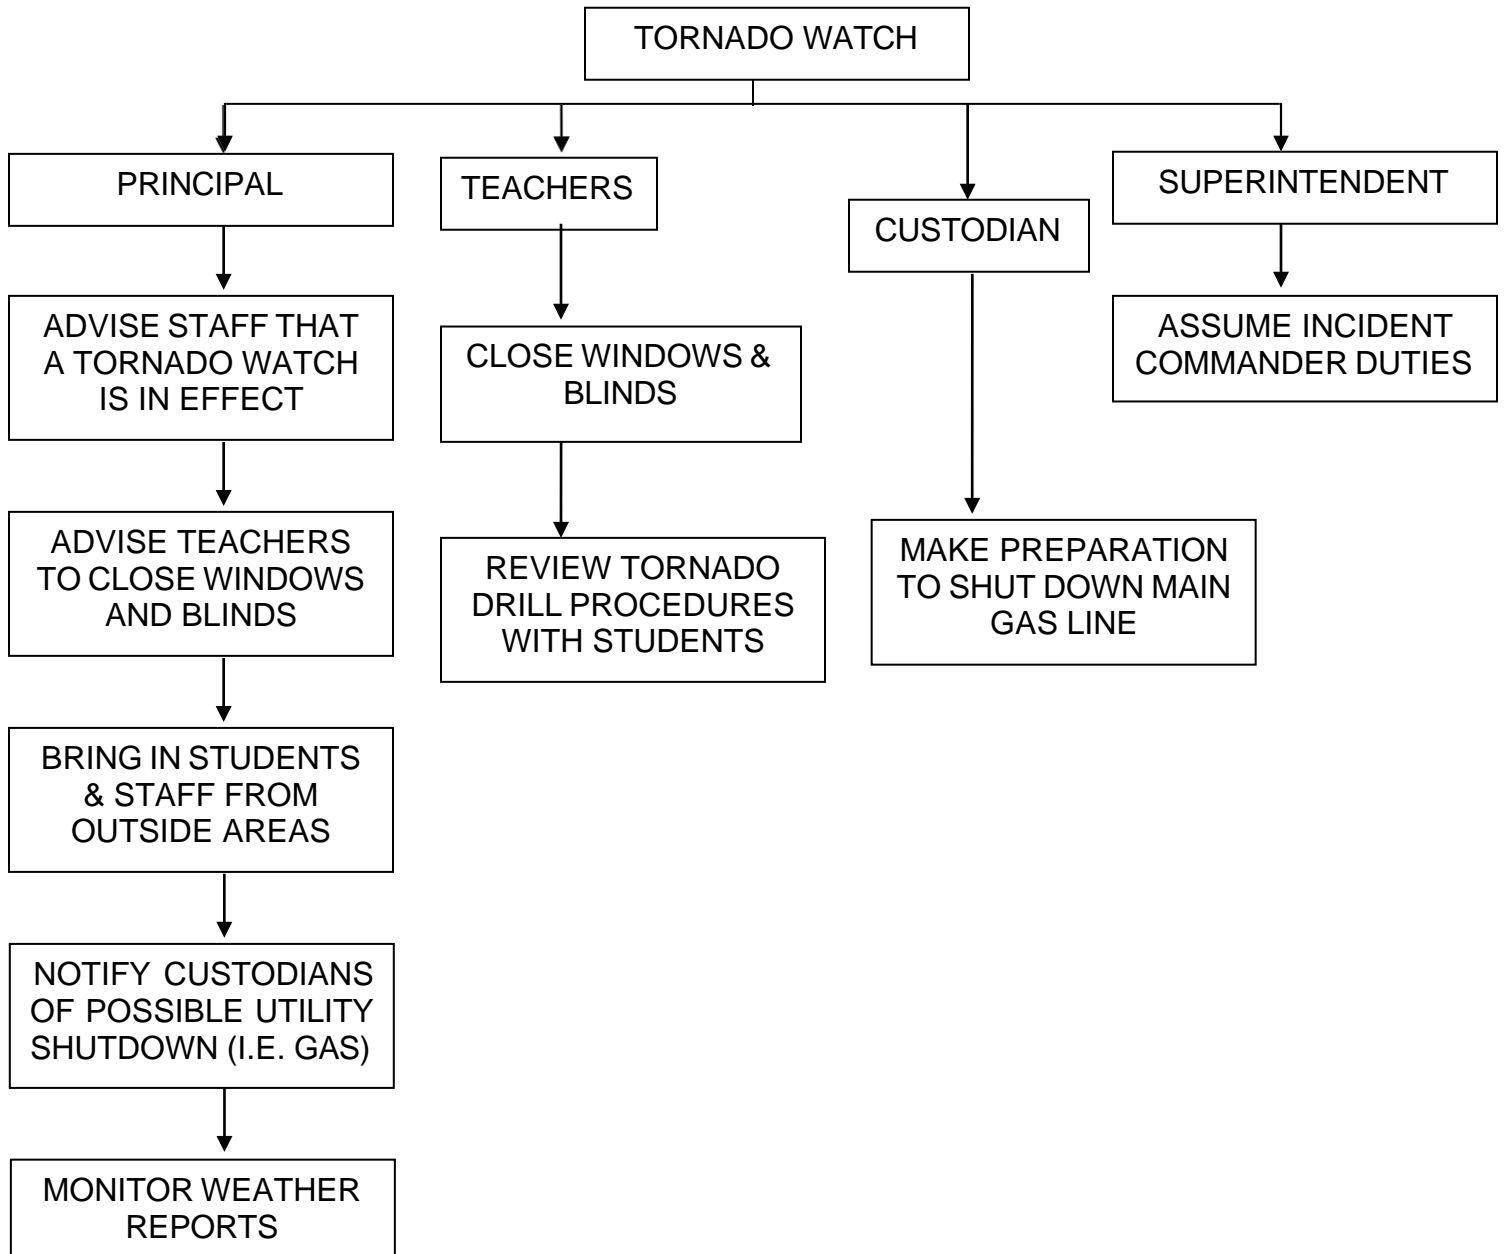 TORNADO WATCH
PRINCIPAL
TEACHERS
CUSTODIAN
SUPERINTENDENT
ADVISE STAFF THAT
A TORNADO WATCH
IS IN EFFECT
CLOSE WINDOWS &
BLINDS
ASSUME INCIDENT
COMMANDER DUTIES
ADVISE TEACHERS
TO CLOSE WINDOWS
AND BLINDS
REVIEW TORNADO
DRILL PROCEDURES
WITH STUDENTS
MAKE PREPARATION
TO SHUT DOWN MAIN
GAS LINE
BRING IN STUDENTS
& STAFF FROM
OUTSIDE AREAS
NOTIFY CUSTODIANS
OF POSSIBLE UTILITY
SHUTDOWN (I.E. GAS)
MONITOR WEATHER
REPORTS